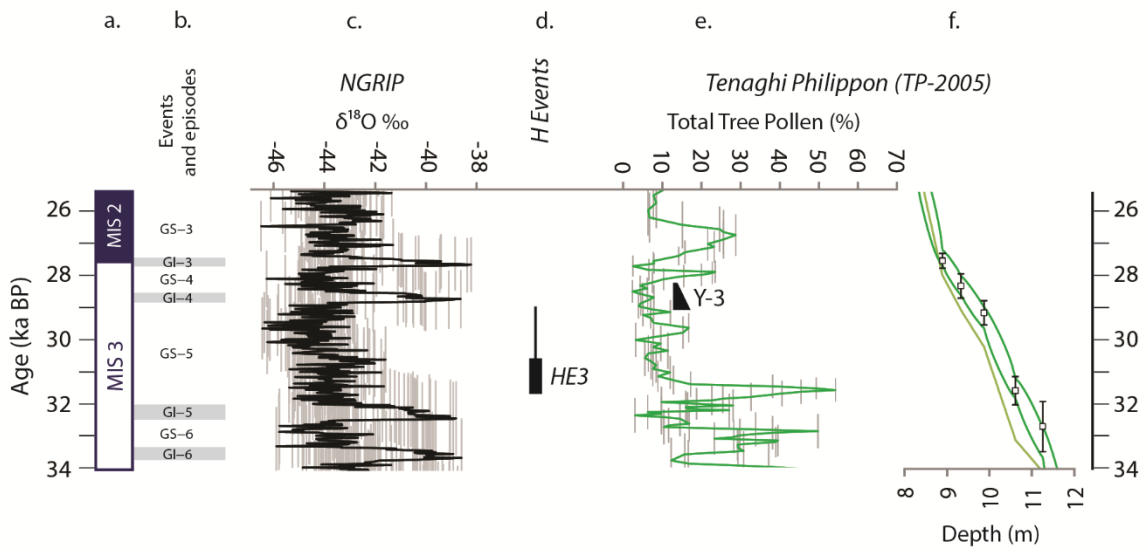 a. b. c. d. e. f.
Events
and episodes
NGRIP
δ18O ‰
H Events
Tenaghi Philippon (TP-2005)
Total Tree Pollen (%)
-46 -44 -42 -40 -38
0 10 20 30 40 50 60 70
Age (ka BP)
26
28
30
32
34
MIS 2
MIS 3
GS–3
GI–3
GS–4
GI–4
GS–5
GI–5
GS–6
GI–6
HE3
Y-3
26
28
30
32
34
8 9 10 11 12
Depth (m)